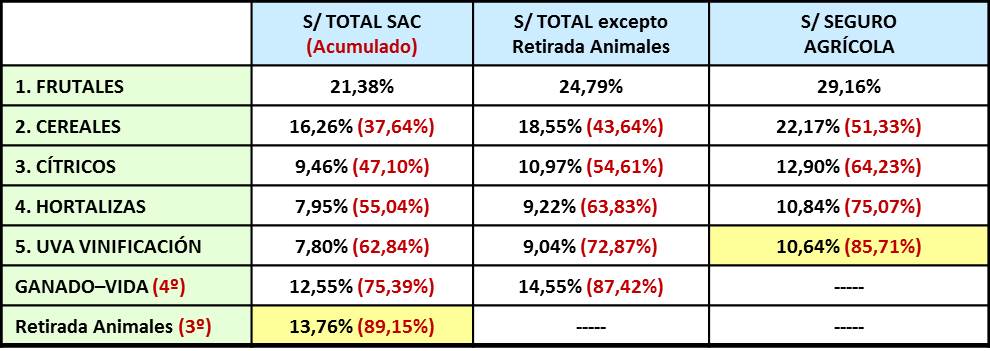 S/ TOTAL SAC
(Acumulado)
S/ TOTAL excepto
Retirada Animales
S/ SEGURO
AGRÍCOLA
1. FRUTALES 21,38% 24,79% 29,16%
2. CEREALES 16,26% (37,64%) 18,55% (43,64%) 22,17% (51,33%)
3. CÍTRICOS 9,46% (47,10%) 10,97% (54,61%) 12,90% (64,23%)
4. HORTALIZAS 7,95% (55,04%) 9,22% (63,83%) 10,84% (75,07%)
5. UVA VINIFICACIÓN 7,80% (62,84%) 9,04% (72,87%) 10,64% (85,71%)
GANADO–VIDA (4º) 12,55% (75,39%) 14,55% (87,42%) -----
Retirada Animales (3º) 13,76% (89,15%) ----- -----